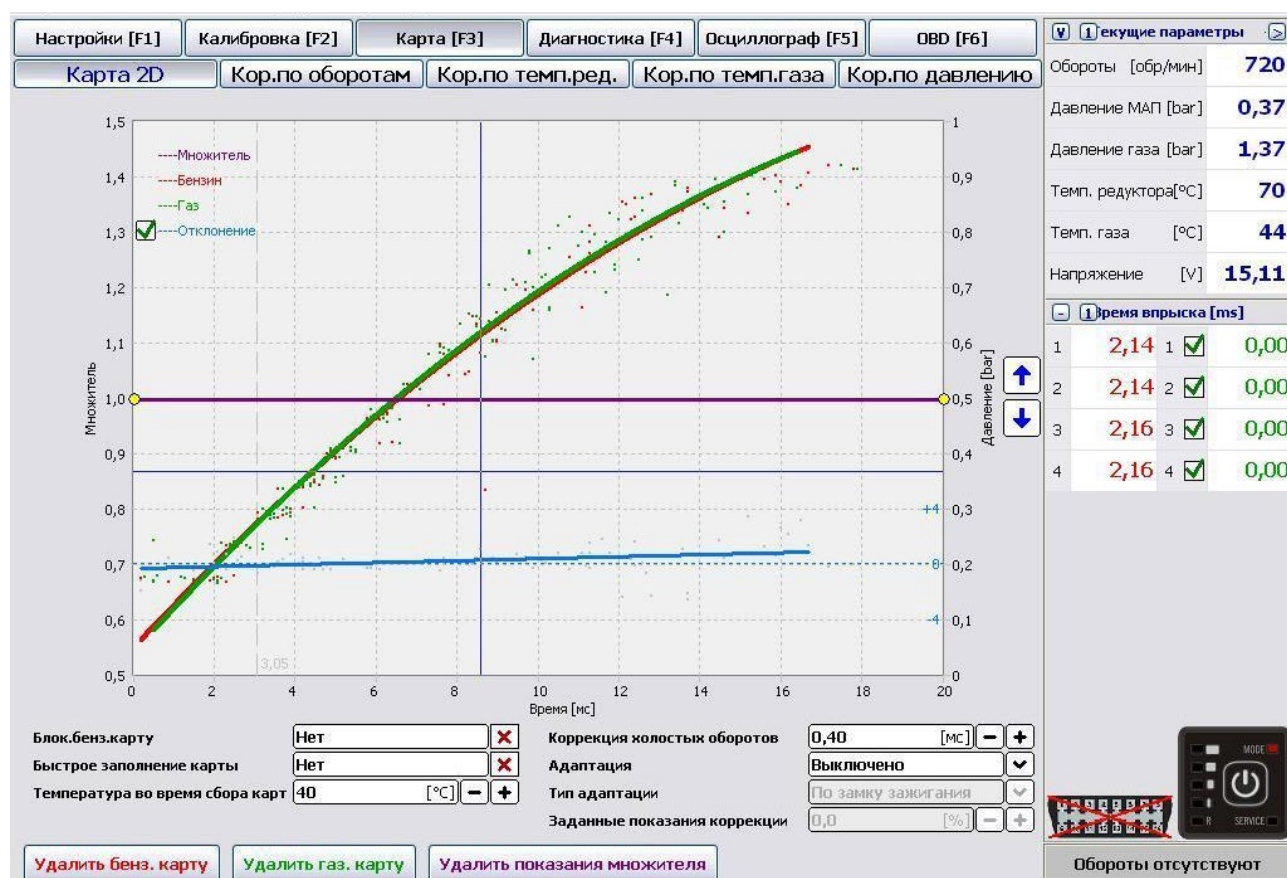 Настройки [F1] Калибровка [F2] Карта [F3] Диагностика [F4] Осциллограф [F5] OBD [F6]
Карта 2D Кор.по оборотам Кор.по темп.ред. Кор.по темп.газа Кор.по давлению
1,5 1
----Множитель
1,4 ----Бензин 0,9
----Газ
1,3 ----Отклонение 0,8
1,2 0,7
1,1 0,6
1,0 0,5
0,9 0,4
0,8 +4 0,3
0,7 0 0,2
0,6 -4 0,1
3,05
0,5 0
Множитель
Давление [bar]
0 2 4 6 8 10 12 14 16 18 20
Время [мс]
Блок.бенз.карту Нет
Быстрое заполнение карты Нет
Температура во время сбора карт 40 [°C] - +
Коррекция холостых оборотов 0,40 [мс] - +
Адаптация Выключено
Тип адаптации По замку зажигания
Заданные показания коррекции 0,0 [%] - +
Удалить бенз. карту Удалить газ. карту Удалить показания множителя
1 екущие параметры
Обороты [обр/мин] 720
Давление МАП [bar] 0,37
Давление газа [bar] 1,37
Темп. редуктора[°C] 70
Темп. газа [°C] 44
Напряжение [V] 15,11
- 1 Время впрыска [ms]
1 2,14 1 0,00
2 2,14 2 0,00
3 2,16 3 0,00
4 2,16 4 0,00
MODE
R SERVICE
Обороты отсутствуют